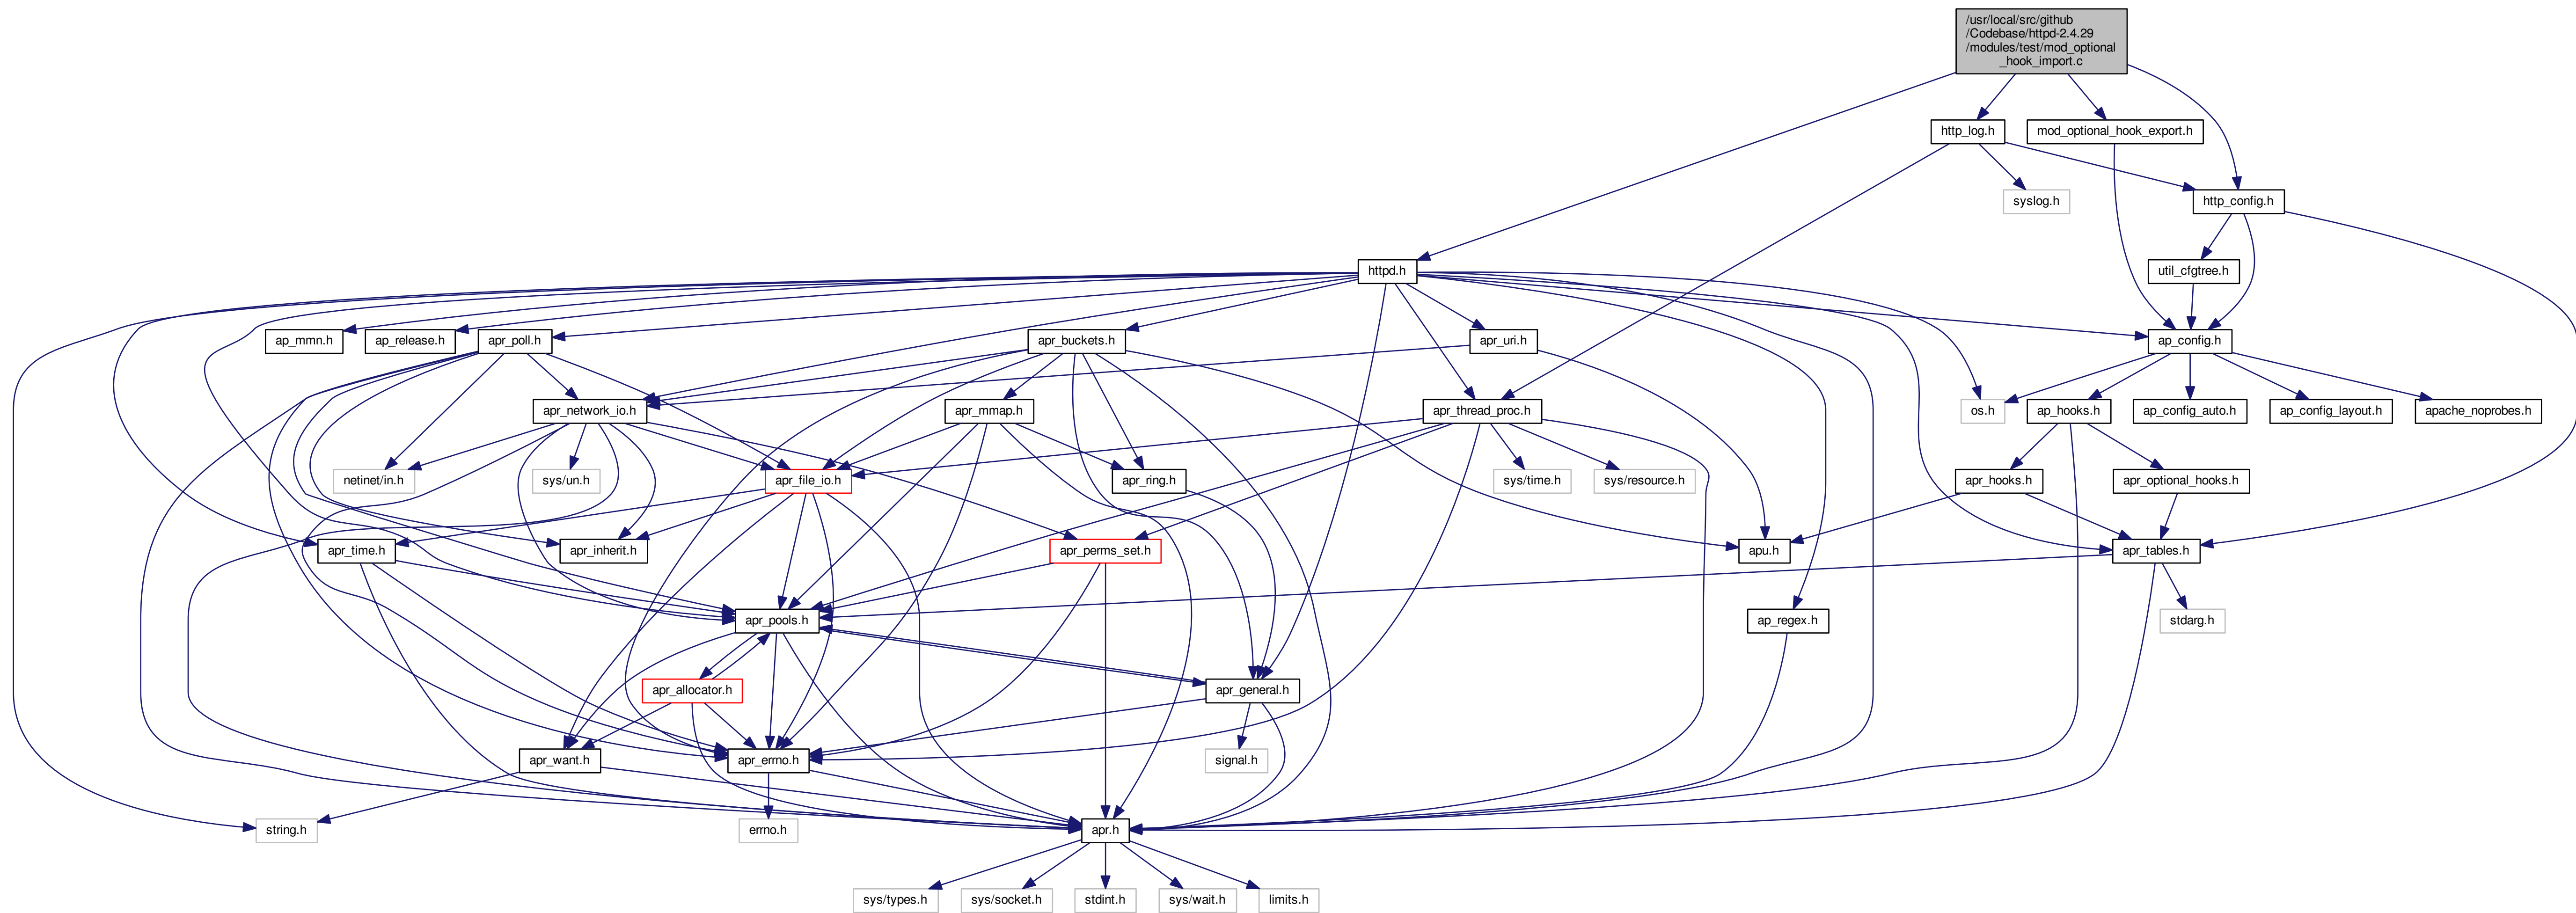 /usr/local/src/github
/Codebase/httpd-2.4.29
/modules/test/mod_optional
_hook_import.c
http_log.h
mod_optional_hook_export.h
syslog.h
http_config.h
httpd.h
util_cfgtree.h
ap_mmn.h
ap_release.h
apr_poll.h
apr_buckets.h
apr_uri.h
ap_config.h
apr_network_io.h
apr_mmap.h
apr_thread_proc.h
os.h
ap_hooks.h
ap_config_auto.h
ap_config_layout.h
apache_noprobes.h
netinet/in.h
sys/un.h
apr_file_io.h
apr_ring.h
sys/time.h
sys/resource.h
apr_hooks.h
apr_optional_hooks.h
apr_time.h
apr_inherit.h
apr_perms_set.h
apu.h
apr_tables.h
apr_pools.h
ap_regex.h
stdarg.h
apr_allocator.h
apr_general.h
apr_want.h
apr_errno.h
signal.h
string.h
errno.h
apr.h
sys/types.h
sys/socket.h
stdint.h
sys/wait.h
limits.h